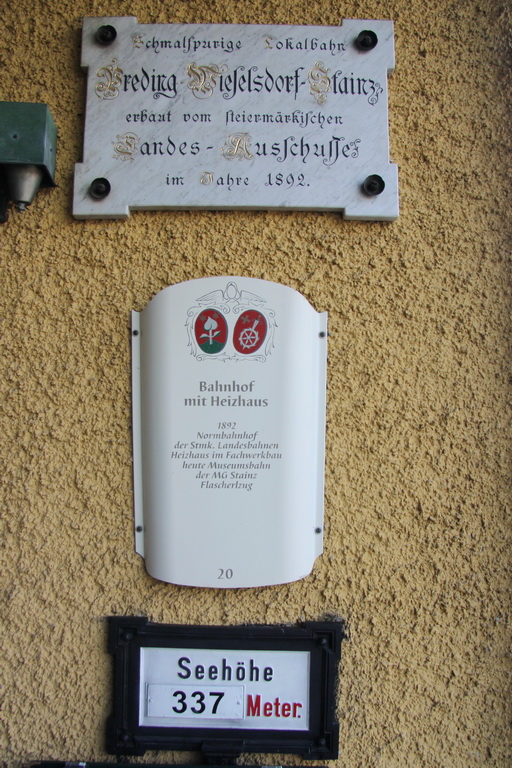 Schmalspurige Lokalbahn
Preding-Wieselsdorf-Stainz,
erbaut vom steiermärkischen
Landes-Ausschusse
im Jahre 1892.
Bahnhof
mit Heizhaus
1892
Normbahnhof
der Stmk. Landesbahnen
Heizhaus im Fachwerkbau
heute Museumsbahn
der MG Stainz
Flascherlzug
20
Seehöhe
337 Meter.